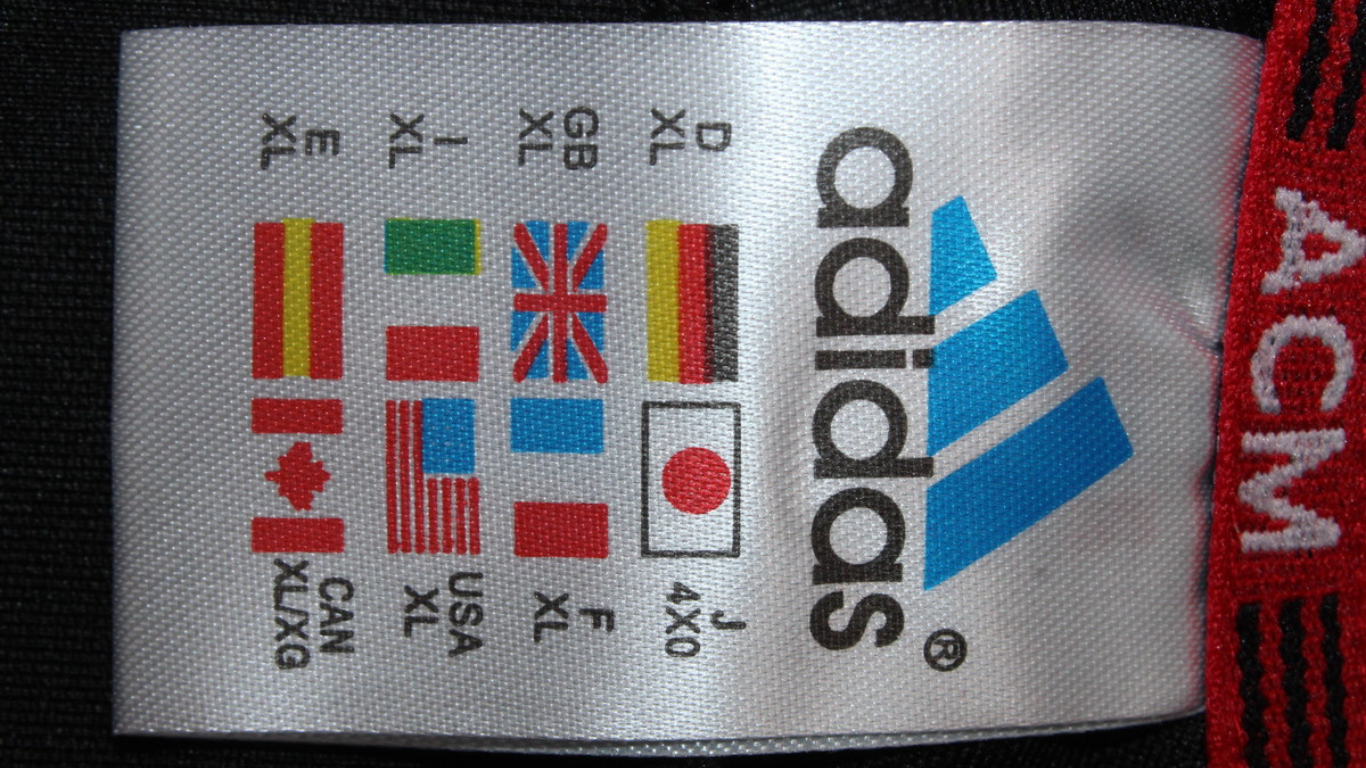 ACM
adidas®
D XL J 4XO
GB XL F XL
I XL USA XL
E XL CAN XL/XG